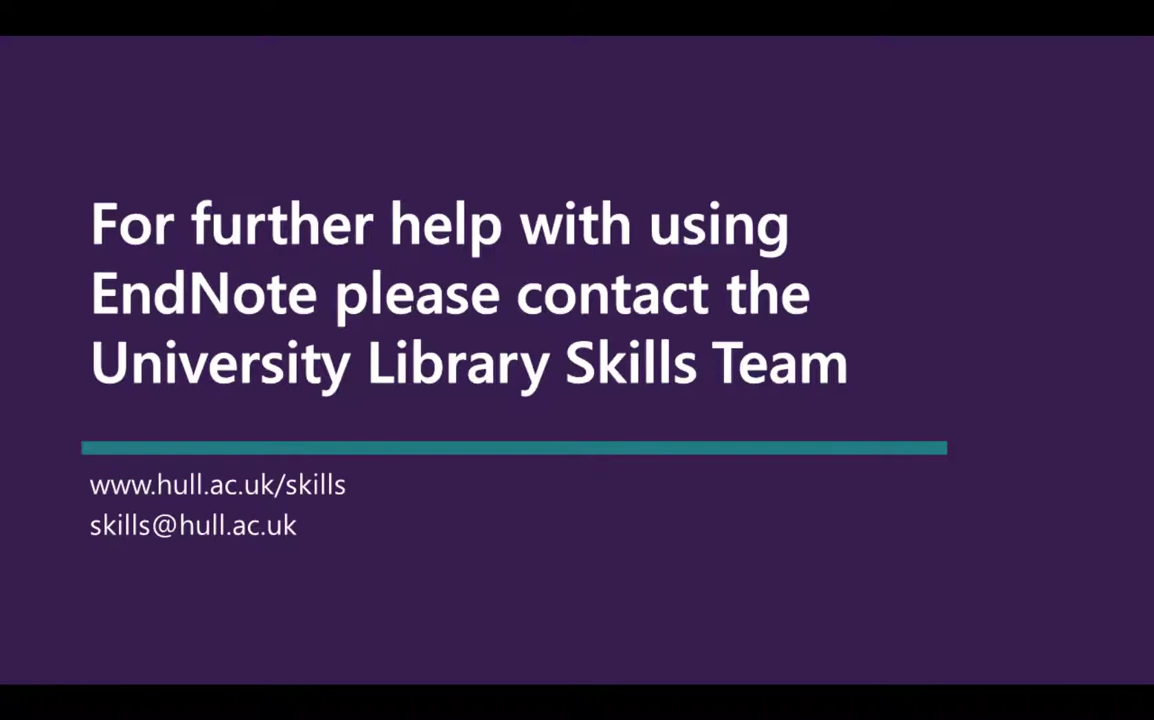 For further help with using
EndNote please contact the
University Library Skills Team
www.hull.ac.uk/skills
skills@hull.ac.uk